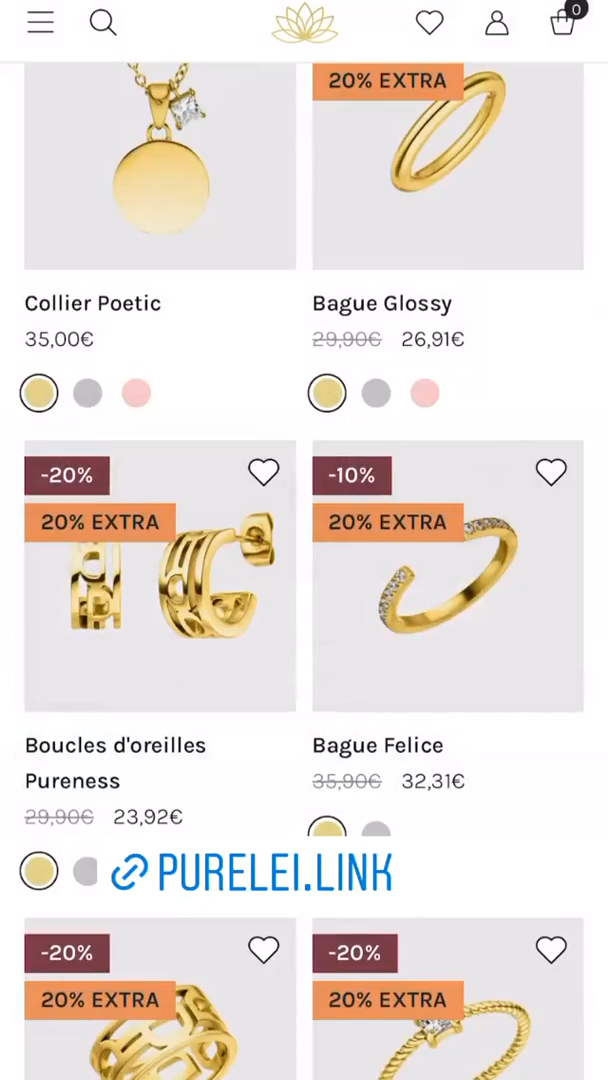 0
20% EXTRA
Collier Poetic
35,00€
Bague Glossy
29,90€ 26,91€
-20%
20% EXTRA
-10%
20% EXTRA
Boucles d'oreilles
Pureness
29,90€ 23,92€
Bague Felice
35,90€ 32,31€
PURELEI.LINK
-20%
20% EXTRA
-20%
20% EXTRA